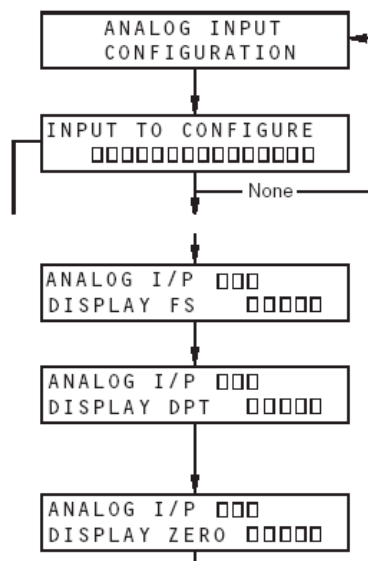 ANALOG INPUT
CONFIGURATION
INPUT TO CONFIGURE
▯▯▯▯▯▯▯▯▯▯▯▯▯▯▯
None
ANALOG I/P ▯▯▯
DISPLAY FS ▯▯▯▯▯
ANALOG I/P ▯▯▯
DISPLAY DPT ▯▯▯▯▯
ANALOG I/P ▯▯▯
DISPLAY ZERO ▯▯▯▯▯